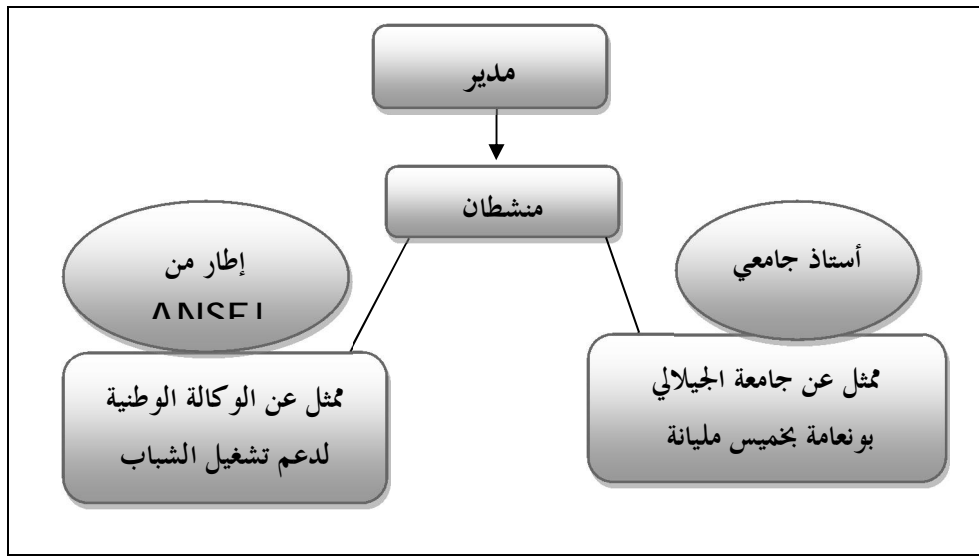 مدير
منشطان
أستاذ جامعي
إطار من
ANSEJ
ممثل عن جامعة الجيلالي
بونعامة بخميس مليانة
ممثل عن الوكالة الوطنية
لدعم تشغيل الشباب